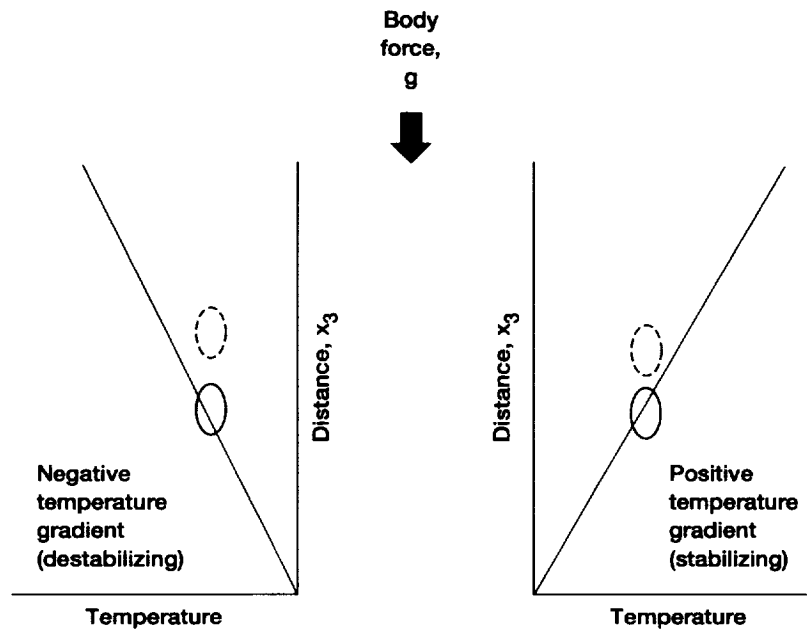 Body
force,
g
Distance, x3
Distance, x3
Negative
temperature
gradient
(destabilizing)
Positive
temperature
gradient
(stabilizing)
Temperature
Temperature